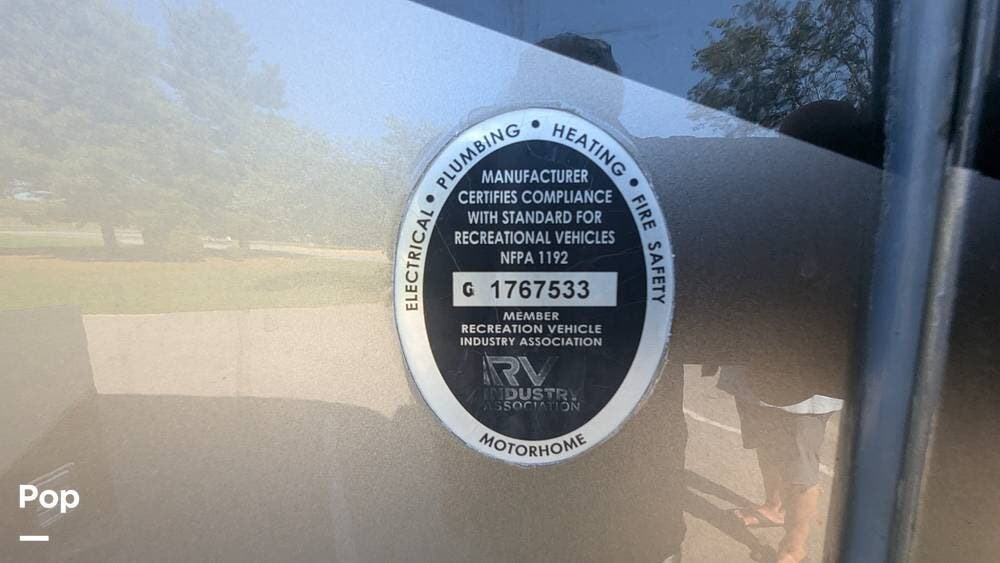 ELECTRICAL • PLUMBING • HEATING • FIRE SAFETY
MANUFACTURER
CERTIFIES COMPLIANCE
WITH STANDARD FOR
RECREATIONAL VEHICLES
NFPA 1192
G 1767533
MEMBER
RECREATION VEHICLE
INDUSTRY ASSOCIATION
RV
INDUSTRY
ASSOCIATION
MOTORHOME
Pop